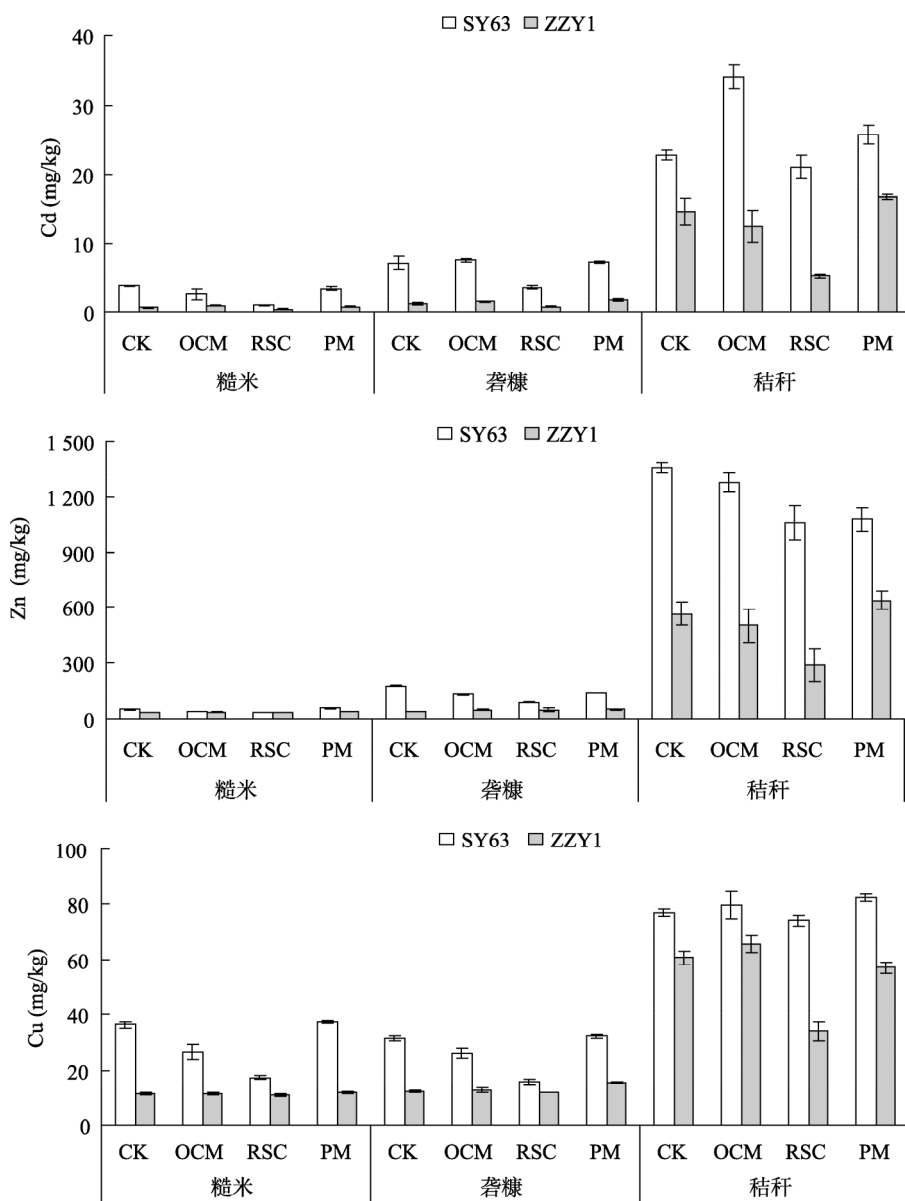 SY63 ZZY1
40
30
20
10
0
Cd (mg/kg)
CK OCM RSC PM CK OCM RSC PM CK OCM RSC PM
糙米 砻糠 秸秆
SY63 ZZY1
1 500
1 200
900
600
300
0
Zn (mg/kg)
CK OCM RSC PM CK OCM RSC PM CK OCM RSC PM
糙米 砻糠 秸秆
SY63 ZZY1
100
80
60
40
20
0
Cu (mg/kg)
CK OCM RSC PM CK OCM RSC PM CK OCM RSC PM
糙米 砻糠 秸秆